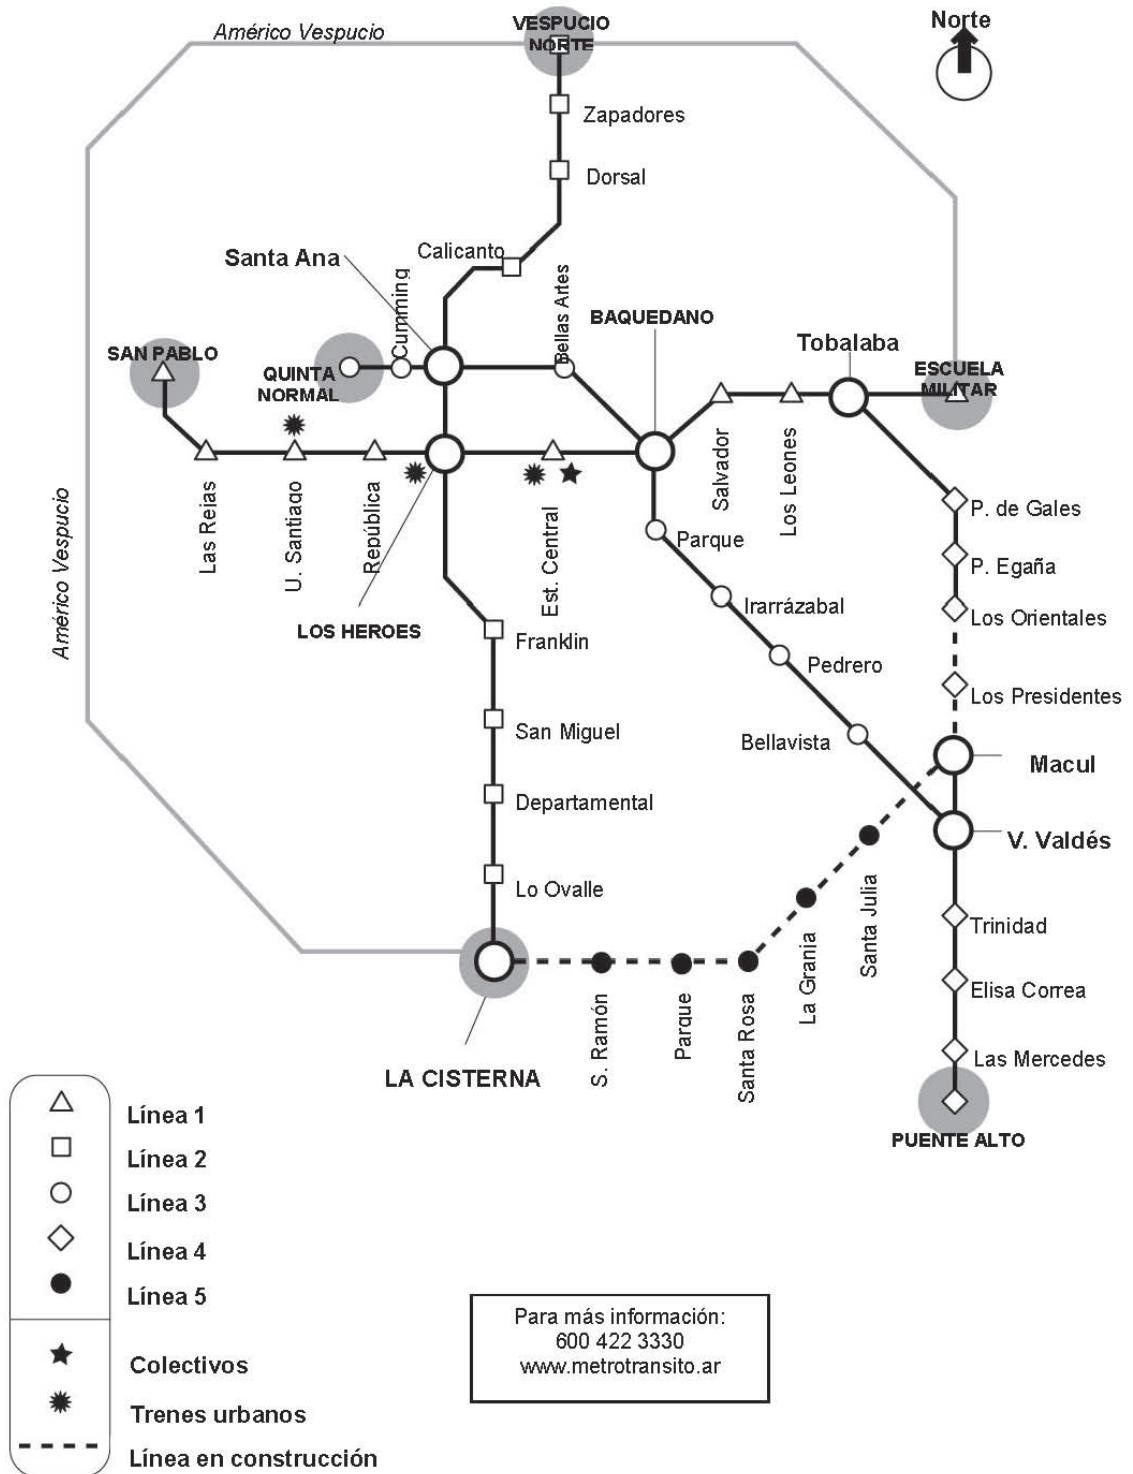 Américo Vespucio
VESPUCIO
NORTE
Norte
Zapadores
Dorsal
Calicanto
Santa Ana
Cumming
Bellas Artes
BAQUEDANO
Tobalaba
SAN PABLO
QUINTA
NORMAL
ESCUELA
MILITAR
Américo Vespucio
Las Reias
U. Santiago
República
Est. Central
Salvador
Los Leones
P. de Gales
Parque
P. Egaña
Irarrázabal
Los Orientales
LOS HEROES
Franklin
Pedrero
Los Presidentes
San Miguel
Bellavista
Macul
Departamental
V. Valdés
Lo Ovalle
Santa Julia
Trinidad
La Grania
Elisa Correa
S. Ramón
Parque
Santa Rosa
Las Mercedes
LA CISTERNA
PUENTE ALTO
Línea 1
Línea 2
Línea 3
Línea 4
Línea 5
Colectivos
Trenes urbanos
Línea en construcción
Para más información:
600 422 3330
www.metrotransito.ar